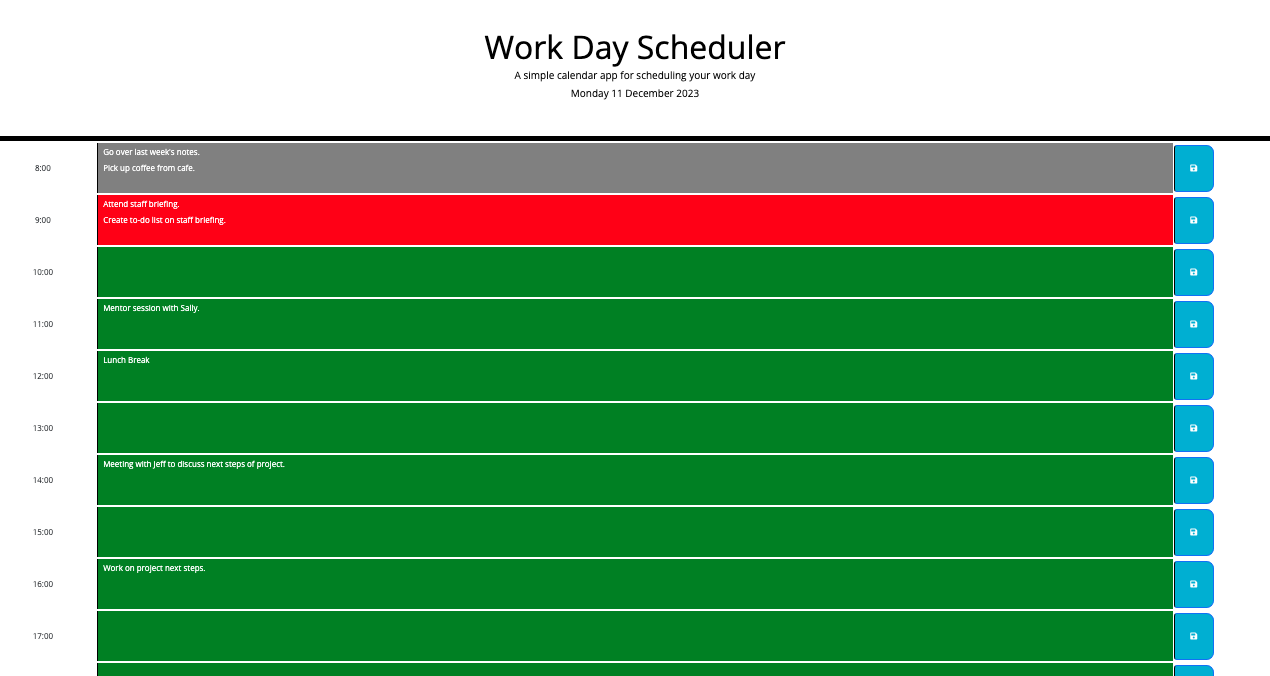 Work Day Scheduler
A simple calendar app for scheduling your work day
Monday 11 December 2023
8:00
Go over last week's notes.
Pick up coffee from cafe.
9:00
Attend staff briefing.
Create to-do list on staff briefing.
10:00
11:00
Mentor session with Sally.
12:00
Lunch Break
13:00
14:00
Meeting with Jeff to discuss next steps of project.
15:00
16:00
Work on project next steps.
17:00